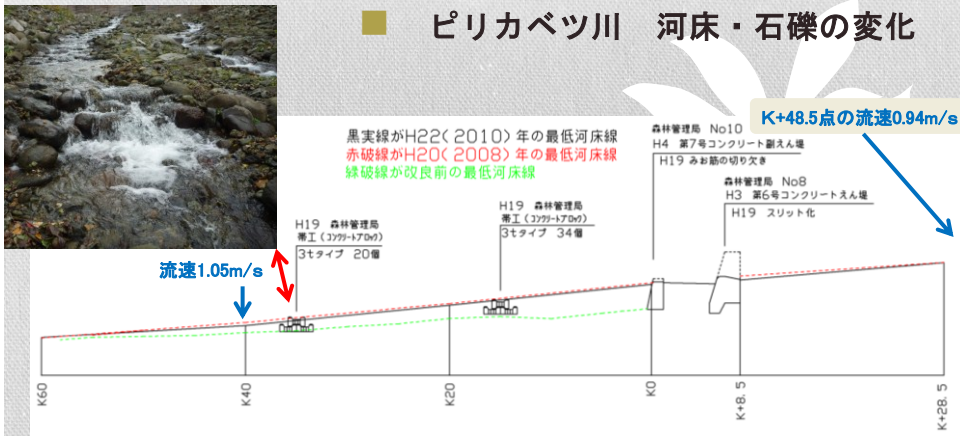 ピリカベツ川 河床・石礫の変化
K+48.5点の流速0.94m/s
黒実線がH22(2010)年の最低河床線
赤破線がH20(2008)年の最低河床線
緑破線が改良前の最低河床線
森林管理局 No10
H4 第7号コンクリート副えん堤
H19 みお筋の切り欠き
森林管理局 No8
H3 第6号コンクリートえん堤
H19 スリット化
H19 森林管理局
帯工(コンクリートブロック)
3tタイプ 34個
H19 森林管理局
帯工(コンクリートブロック)
3tタイプ 20個
流速1.05m/s
K60
K40
K20
K0
K+8.5
K+28.5